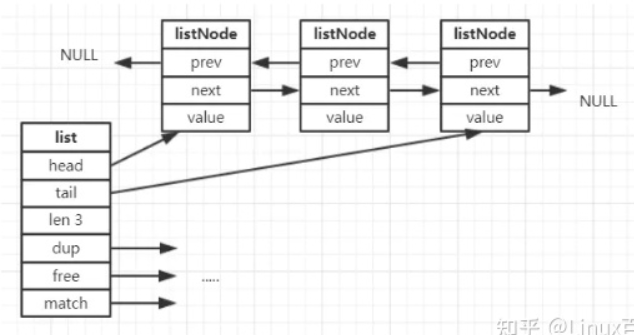 listNode
listNode
listNode
NULL
prev
prev
prev
next
next
next
NULL
value
value
value
list
head
tail
len 3
dup
free
.....
match
知乎 @Linux